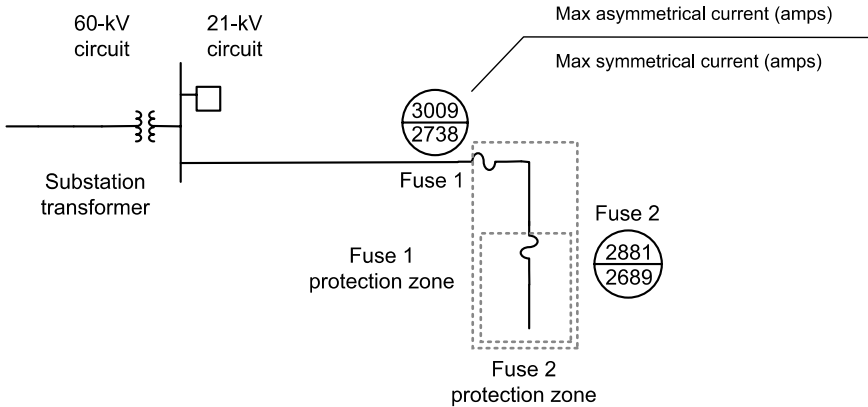 60-kV
circuit
21-kV
circuit
Max asymmetrical current (amps)
Max symmetrical current (amps)
3009
2738
Substation
transformer
Fuse 1
Fuse 2
2881
2689
Fuse 1
protection zone
Fuse 2
protection zone